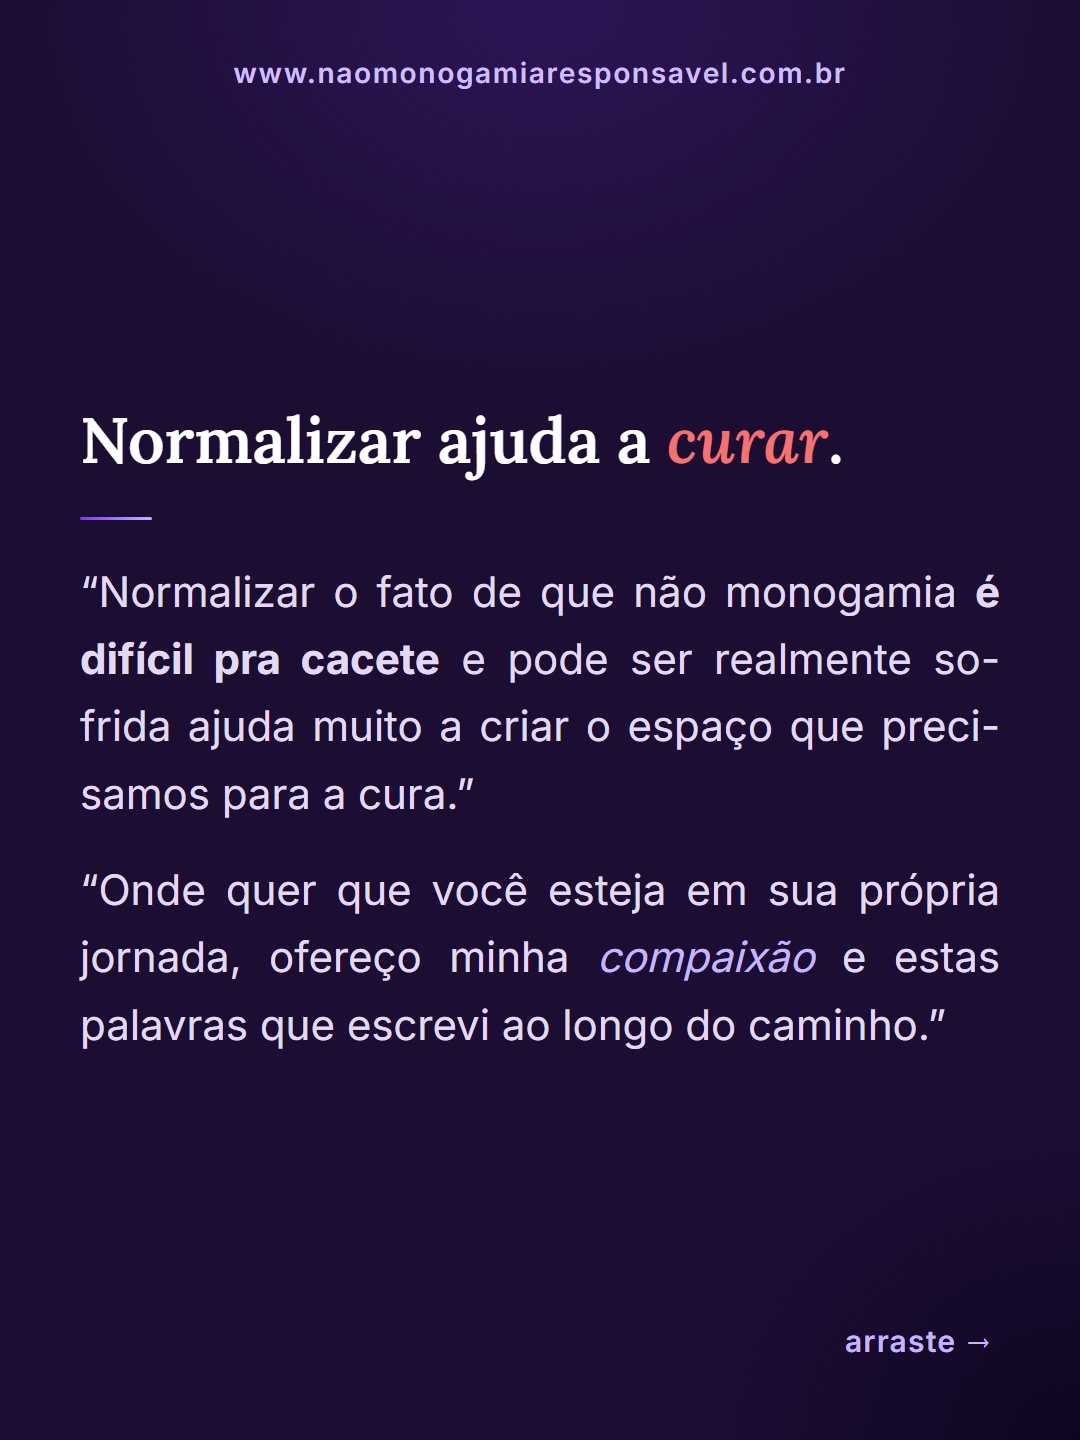 www.naomonogamiaresponsavel.com.br
Normalizar ajuda a curar.
“Normalizar o fato de que não monogamia é
difícil pra cacete e pode ser realmente so-
frida ajuda muito a criar o espaço que preci-
samos para a cura.”
“Onde quer que você esteja em sua própria
jornada, ofereço minha compaixão e estas
palavras que escrevi ao longo do caminho.”
arraste →